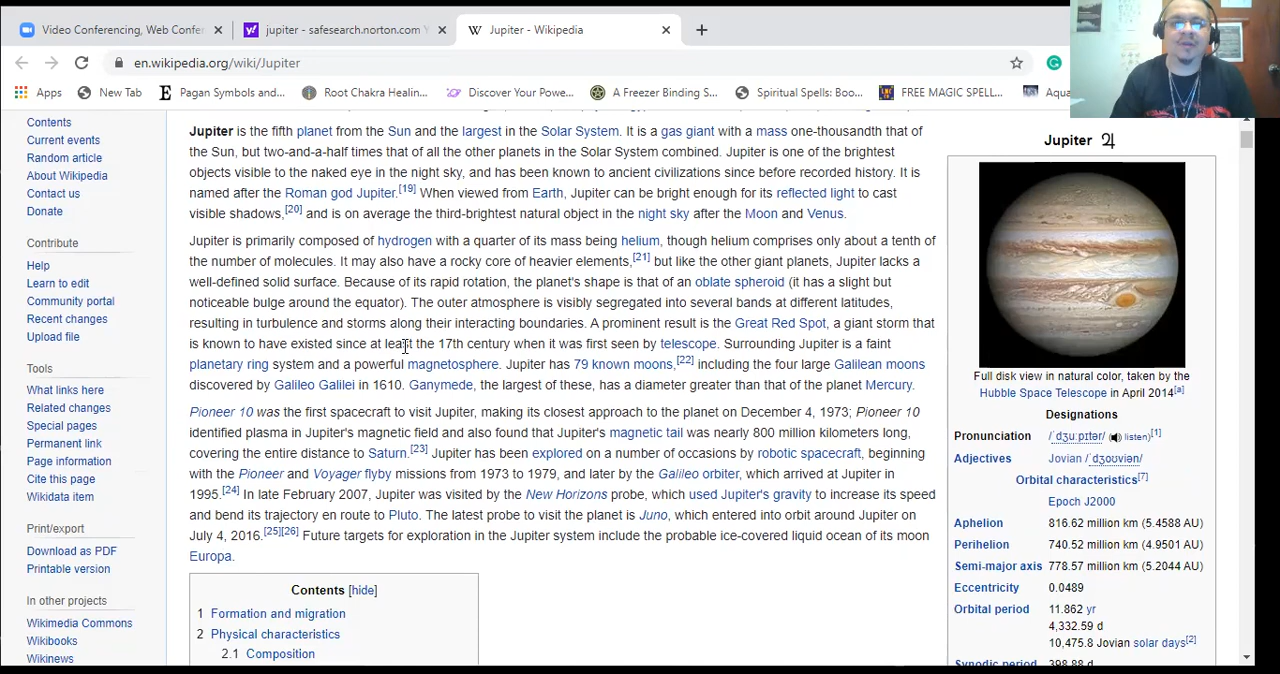 Video Conferencing, Web Confer
jupiter - safesearch.norton.com Y
Jupiter - Wikipedia
en.wikipedia.org/wiki/Jupiter
Apps
New Tab
Pagan Symbols and...
Root Chakra Healin...
Discover Your Powe...
A Freezer Binding S...
Spiritual Spells: Boo...
FREE MAGIC SPELL...
Aqua
Contents
Current events
Random article
About Wikipedia
Contact us
Donate
Contribute
Help
Learn to edit
Community portal
Recent changes
Upload file
Tools
What links here
Related changes
Special pages
Permanent link
Page information
Cite this page
Wikidata item
Print/export
Download as PDF
Printable version
In other projects
Wikimedia Commons
Wikibooks
Wikinews
Jupiter is the fifth planet from the Sun and the largest in the Solar System. It is a gas giant with a mass one-thousandth that of
the Sun, but two-and-a-half times that of all the other planets in the Solar System combined. Jupiter is one of the brightest
objects visible to the naked eye in the night sky, and has been known to ancient civilizations since before recorded history. It is
named after the Roman god Jupiter.[19] When viewed from Earth, Jupiter can be bright enough for its reflected light to cast
visible shadows,[20] and is on average the third-brightest natural object in the night sky after the Moon and Venus.
Jupiter is primarily composed of hydrogen with a quarter of its mass being helium, though helium comprises only about a tenth of
the number of molecules. It may also have a rocky core of heavier elements,[21] but like the other giant planets, Jupiter lacks a
well-defined solid surface. Because of its rapid rotation, the planet's shape is that of an oblate spheroid (it has a slight but
noticeable bulge around the equator). The outer atmosphere is visibly segregated into several bands at different latitudes,
resulting in turbulence and storms along their interacting boundaries. A prominent result is the Great Red Spot, a giant storm that
is known to have existed since at least the 17th century when it was first seen by telescope. Surrounding Jupiter is a faint
planetary ring system and a powerful magnetosphere. Jupiter has 79 known moons,[22] including the four large Galilean moons
discovered by Galileo Galilei in 1610. Ganymede, the largest of these, has a diameter greater than that of the planet Mercury.
Pioneer 10 was the first spacecraft to visit Jupiter, making its closest approach to the planet on December 4, 1973; Pioneer 10
identified plasma in Jupiter's magnetic field and also found that Jupiter's magnetic tail was nearly 800 million kilometers long,
covering the entire distance to Saturn.[23] Jupiter has been explored on a number of occasions by robotic spacecraft, beginning
with the Pioneer and Voyager flyby missions from 1973 to 1979, and later by the Galileo orbiter, which arrived at Jupiter in
1995.[24] In late February 2007, Jupiter was visited by the New Horizons probe, which used Jupiter's gravity to increase its speed
and bend its trajectory en route to Pluto. The latest probe to visit the planet is Juno, which entered into orbit around Jupiter on
July 4, 2016.[25][26] Future targets for exploration in the Jupiter system include the probable ice-covered liquid ocean of its moon
Europa.
Contents [hide]
1 Formation and migration
2 Physical characteristics
2.1 Composition
Jupiter ♃
Full disk view in natural color, taken by the
Hubble Space Telescope in April 2014[a]
Designations
Pronunciation /ˈdʒuːpɪtər/ (listen)[1]
Adjectives Jovian /ˈdʒoʊviən/
Orbital characteristics[7]
Epoch J2000
Aphelion 816.62 million km (5.4588 AU)
Perihelion 740.52 million km (4.9501 AU)
Semi-major axis 778.57 million km (5.2044 AU)
Eccentricity 0.0489
Orbital period 11.862 yr
4,332.59 d
10,475.8 Jovian solar days[2]
Synodic period 398.88 d